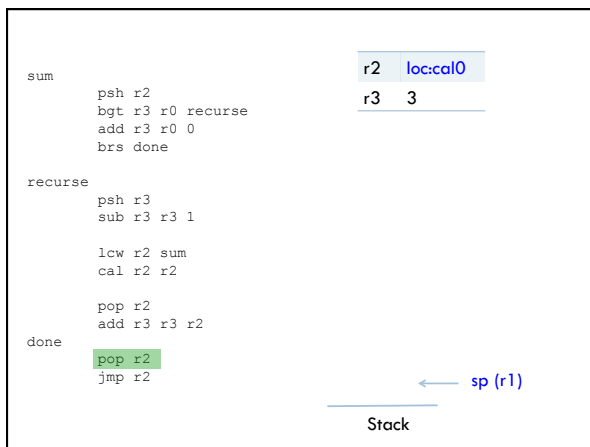 sum
psh r2
bgt r3 r0 recurse
add r3 r0 0
brs done
recurse
psh r3
sub r3 r3 1
lcw r2 sum
cal r2 r2
pop r2
add r3 r3 r2
done
pop r2
jmp r2
r2 loc:cal0
r3 3
sp (r1)
Stack